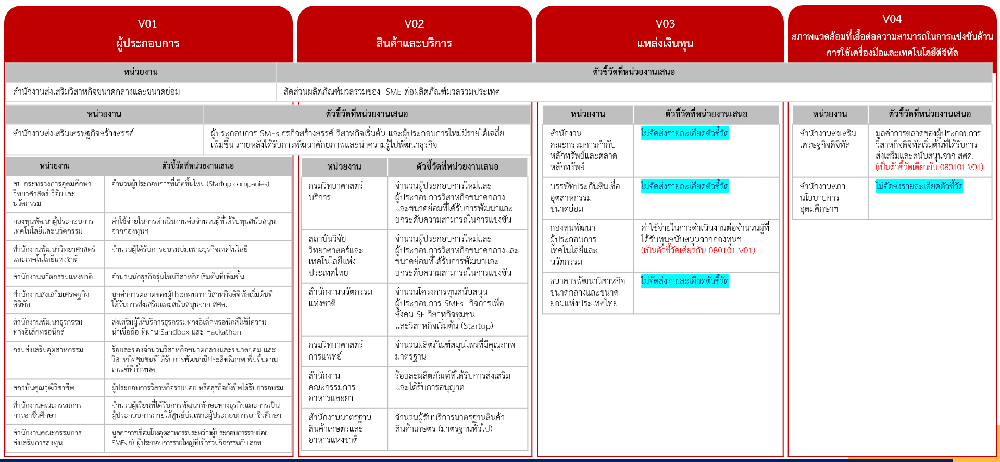 V01
ผู้ประกอบการ
V02
สินค้าและบริการ
V03
แหล่งเงินทุน
V04
สภาพแวดล้อมที่เอื้อต่อความสามารถในการแข่งขันด้าน
การใช้เครื่องมือและเทคโนโลยีดิจิทัล
หน่วยงาน
ตัวชี้วัดที่หน่วยงานเสนอ
สำนักงานส่งเสริมวิสาหกิจขนาดกลางและขนาดย่อม
สัดส่วนผลิตภัณฑ์มวลรวมของ SME ต่อผลิตภัณฑ์มวลรวมประเทศ
หน่วยงาน
ตัวชี้วัดที่หน่วยงานเสนอ
สำนักงานส่งเสริมเศรษฐกิจสร้างสรรค์
ผู้ประกอบการ SMEs ธุรกิจสร้างสรรค์ วิสาหกิจเริ่มต้น และผู้ประกอบการใหม่มีรายได้เฉลี่ย
เพิ่มขึ้น ภายหลังได้รับการพัฒนาศักยภาพและนำความรู้ไปพัฒนาธุรกิจ
หน่วยงาน
ตัวชี้วัดที่หน่วยงานเสนอ
สป.กระทรวงการอุดมศึกษา
วิทยาศาสตร์ วิจัยและ
นวัตกรรม
จำนวนผู้ประกอบการที่เกิดขึ้นใหม่ (Startup companies)
กองทุนพัฒนาผู้ประกอบการ
เทคโนโลยีและนวัตกรรม
ค่าใช้จ่ายในการดำเนินงานต่อจำนวนผู้ที่ได้รับทุนสนับสนุน
จากกองทุนฯ
สำนักงานพัฒนาวิทยาศาสตร์
และเทคโนโลยีแห่งชาติ
จำนวนผู้ได้รับการอบรมบ่มเพาะธุรกิจเทคโนโลยี
สำนักงานนวัตกรรมแห่งชาติ
จำนวนนักธุรกิจรุ่นใหม่วิสาหกิจเริ่มต้นที่เพิ่มขึ้น
สำนักงานส่งเสริมเศรษฐกิจ
ดิจิทัล
มูลค่าการตลาดของผู้ประกอบการวิสาหกิจดิจิทัลเริ่มต้นที่
ได้รับการส่งเสริมและสนับสนุนจาก สศด.
สำนักงานพัฒนาธุรกรรม
ทางอิเล็กทรอนิกส์
ส่งเสริมผู้ให้บริการธุรกรรมทางอิเล็กทรอนิกส์ให้มีความ
น่าเชื่อถือ ที่ผ่าน Sandbox และ Hackathon
กรมส่งเสริมอุตสาหกรรม
ร้อยละของจำนวนวิสาหกิจขนาดกลางและขนาดย่อม และ
วิสาหกิจชุมชนที่ได้รับการพัฒนามีประสิทธิภาพเพิ่มขึ้นตาม
เกณฑ์ที่กำหนด
สถาบันคุณวุฒิวิชาชีพ
ผู้ประกอบการวิสาหกิจรายย่อย หรือธุรกิจยังชีพได้รับการอบรม
สำนักงานคณะกรรมการ
การอาชีวศึกษา
จำนวนผู้เรียนที่ได้รับการพัฒนาทักษะทางธุรกิจและการเป็น
ผู้ประกอบการภายใต้ศูนย์บ่มเพาะผู้ประกอบการอาชีวศึกษา
สำนักงานคณะกรรมการ
ส่งเสริมการลงทุน
มูลค่าการเชื่อมโยงอุตสาหกรรมระหว่างผู้ประกอบการรายย่อย
SMEs กับผู้ประกอบการรายใหญ่ที่เข้าร่วมกิจกรรมกับ สกท.
หน่วยงาน
ตัวชี้วัดที่หน่วยงานเสนอ
กรมวิทยาศาสตร์
บริการ
จำนวนผู้ประกอบการใหม่และ
ผู้ประกอบการวิสาหกิจขนาดกลาง
และขนาดย่อมที่ได้รับการพัฒนาและ
ยกระดับความสามารถในการแข่งขัน
สถาบันวิจัย
วิทยาศาสตร์และ
เทคโนโลยีแห่ง
ประเทศไทย
จำนวนผู้ประกอบการใหม่และ
ผู้ประกอบการวิสาหกิจขนาดกลางและ
ขนาดย่อมที่ได้รับการพัฒนาและ
ยกระดับความสามารถในการแข่งขัน
สำนักงานนวัตกรรม
แห่งชาติ
จำนวนโครงการทุนสนับสนุน
ผู้ประกอบการ SMEs กิจการเพื่อ
สังคม SE วิสาหกิจชุมชน
และวิสาหกิจเริ่มต้น (Startup)
กรมวิทยาศาสตร์
การแพทย์
จำนวนผลิตภัณฑ์สมุนไพรที่มีคุณภาพ
มาตรฐาน
สำนักงาน
คณะกรรมการ
อาหารและยา
ร้อยละผลิตภัณฑ์ที่ได้รับการส่งเสริม
และได้รับการอนุญาต
สำนักงานมาตรฐาน
สินค้าเกษตรและ
อาหารแห่งชาติ
จำนวนผู้รับบริการมาตรฐานสินค้า
สินค้าเกษตร (มาตรฐานทั่วไป)
หน่วยงาน
ตัวชี้วัดที่หน่วยงานเสนอ
สำนักงาน
คณะกรรมการกำกับ
หลักทรัพย์และตลาด
หลักทรัพย์
ไม่จัดส่งรายละเอียดตัวชี้วัด
บรรษัทประกันสินเชื่อ
อุตสาหกรรม
ขนาดย่อม
ไม่จัดส่งรายละเอียดตัวชี้วัด
กองทุนพัฒนา
ผู้ประกอบการ
เทคโนโลยีและ
นวัตกรรม
ค่าใช้จ่ายในการดำเนินงานต่อจำนวนผู้ที่
ได้รับทุนสนับสนุนจากกองทุนฯ
(เป็นตัวชี้วัดเดียวกับ 080101 V01)
ธนาคารพัฒนาวิสาหกิจ
ขนาดกลางและขนาด
ย่อมแห่งประเทศไทย
ไม่จัดส่งรายละเอียดตัวชี้วัด
หน่วยงาน
ตัวชี้วัดที่หน่วยงานเสนอ
สำนักงานส่งเสริม
เศรษฐกิจดิจิทัล
มูลค่าการตลาดของผู้ประกอบการ
วิสาหกิจดิจิทัลเริ่มต้นที่ได้รับการ
ส่งเสริมและสนับสนุนจาก สศด.
(เป็นตัวชี้วัดเดียวกับ 080101 V01)
สำนักงานสภา
นโยบายการ
อุดมศึกษาฯ
ไม่จัดส่งรายละเอียดตัวชี้วัด